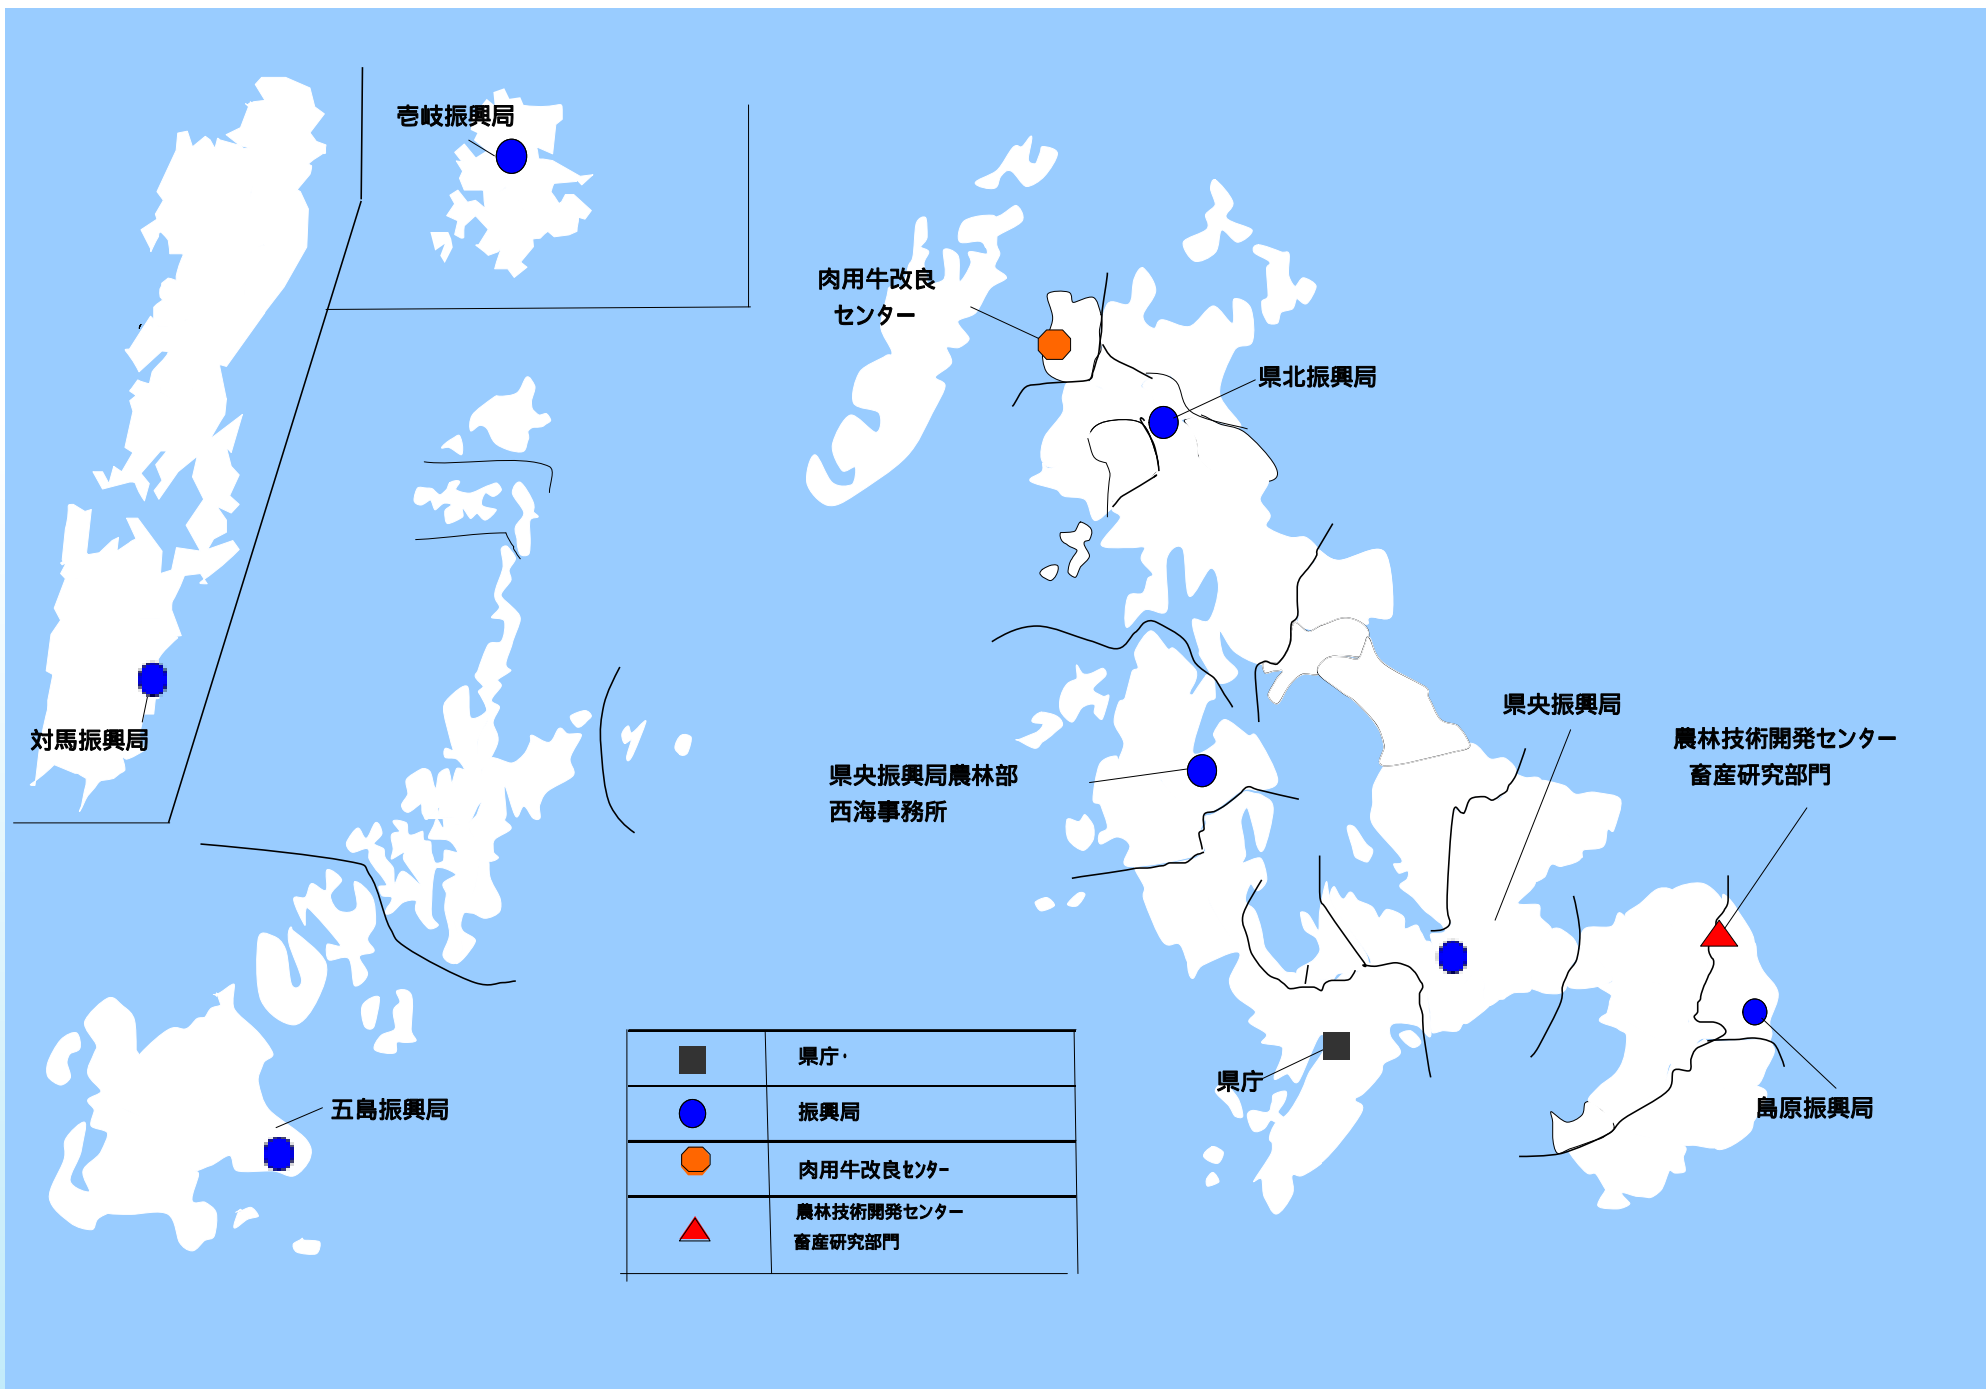 壱岐振興局
肉用牛改良
センター
県北振興局
対馬振興局
県央振興局
農林技術開発センター
畜産研究部門
県央振興局農林部
西海事務所
県庁
島原振興局
五島振興局
県庁・
振興局
肉用牛改良センター
農林技術開発センター
畜産研究部門